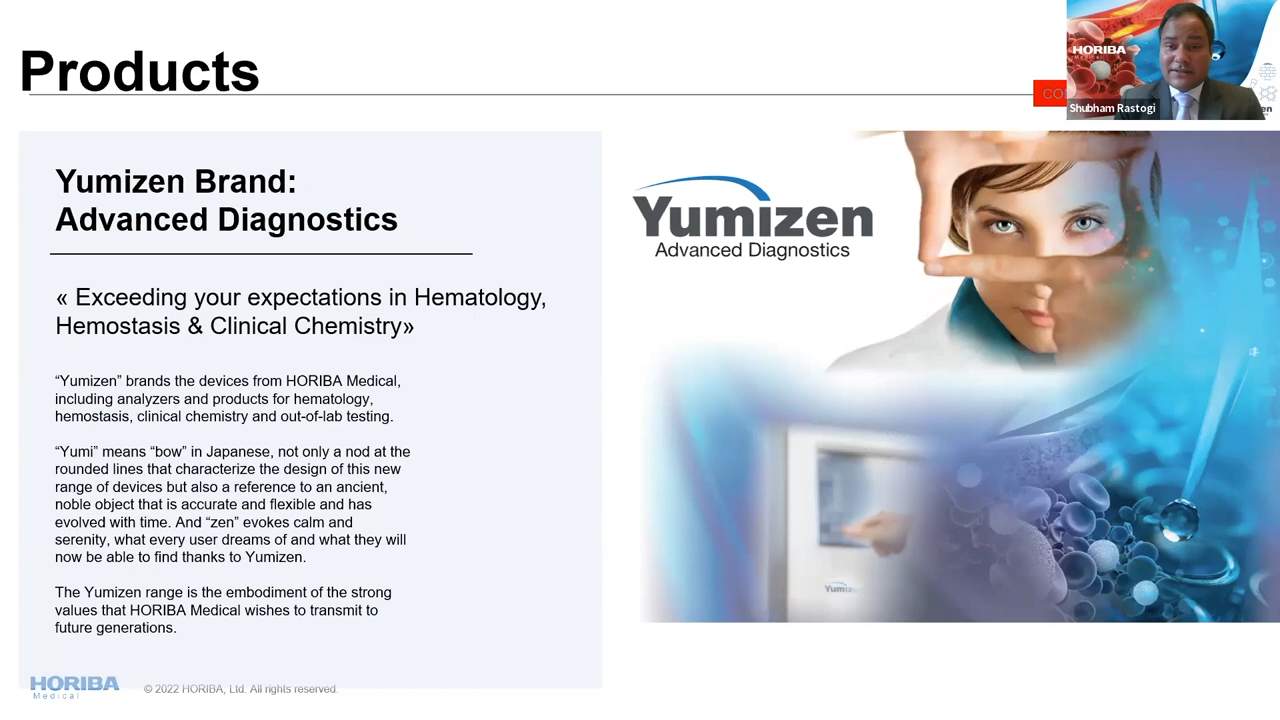 Products
HORIBA
Medical
Shubham Rastogi
Yumizen Brand:
Advanced Diagnostics
« Exceeding your expectations in Hematology,
Hemostasis & Clinical Chemistry»
“Yumizen” brands the devices from HORIBA Medical,
including analyzers and products for hematology,
hemostasis, clinical chemistry and out-of-lab testing.
“Yumi” means “bow” in Japanese, not only a nod at the
rounded lines that characterize the design of this new
range of devices but also a reference to an ancient,
noble object that is accurate and flexible and has
evolved with time. And “zen” evokes calm and
serenity, what every user dreams of and what they will
now be able to find thanks to Yumizen.
The Yumizen range is the embodiment of the strong
values that HORIBA Medical wishes to transmit to
future generations.
Yumizen
Advanced Diagnostics
HORIBA
Medical
© 2022 HORIBA, Ltd. All rights reserved.